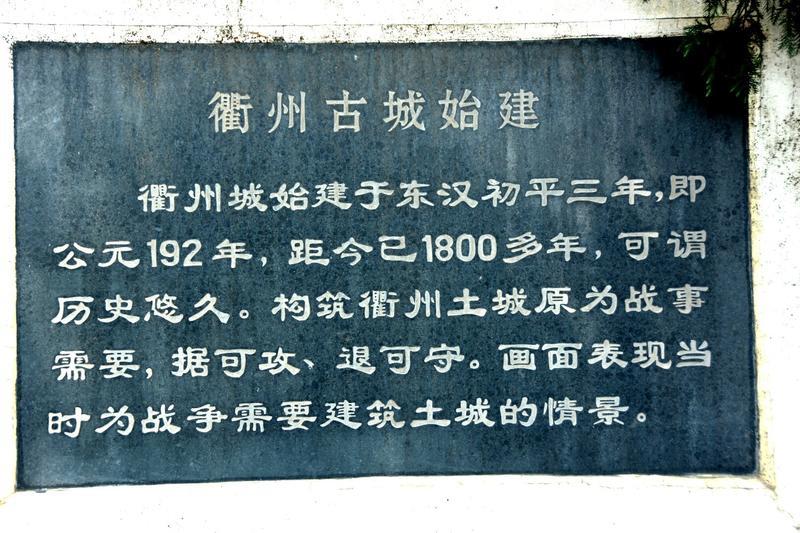 衢州古城始建
衢州城始建于东汉初平三年,即
公元192年,距今已1800多年,可谓
历史悠久。构筑衢州土城原为战事
需要,据可攻、退可守。画面表现当
时为战争需要建筑土城的情景。